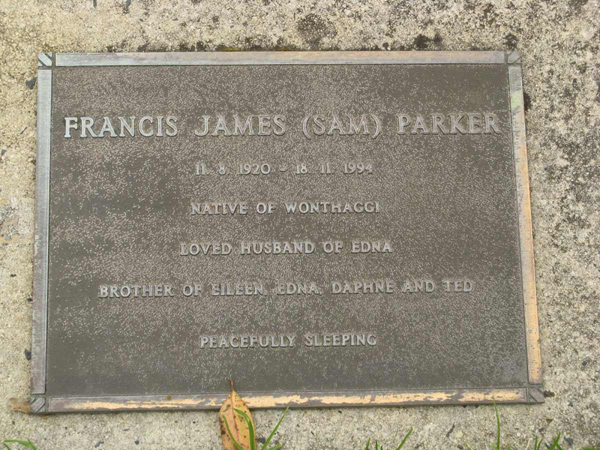 FRANCIS JAMES (SAM) PARKER
11. 8. 1920 - 18. 11. 1994
NATIVE OF WONTHAGGI
LOVED HUSBAND OF EDNA
BROTHER OF EILEEN, EDNA, DAPHNE AND TED
PEACEFULLY SLEEPING